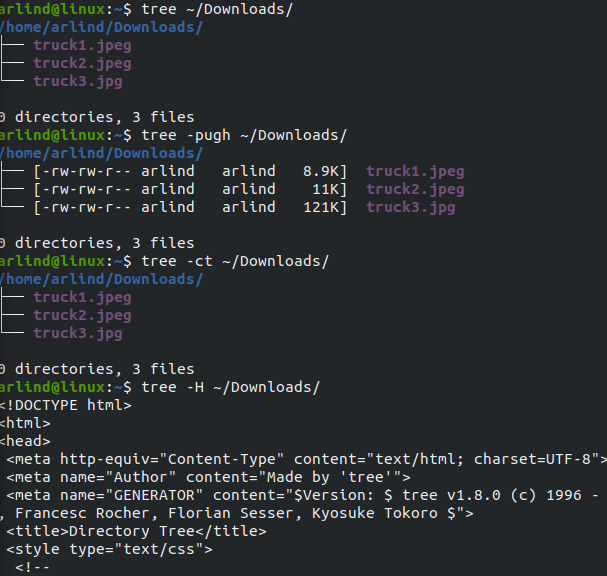 arlind@linux:~$ tree ~/Downloads/
/home/arlind/Downloads/
├── truck1.jpeg
├── truck2.jpeg
└── truck3.jpg
0 directories, 3 files
arlind@linux:~$ tree -pugh ~/Downloads/
/home/arlind/Downloads/
├── [-rw-rw-r-- arlind   arlind   8.9K]  truck1.jpeg
├── [-rw-rw-r-- arlind   arlind    11K]  truck2.jpeg
└── [-rw-rw-r-- arlind   arlind   121K]  truck3.jpg
0 directories, 3 files
arlind@linux:~$ tree -ct ~/Downloads/
/home/arlind/Downloads/
├── truck1.jpeg
├── truck2.jpeg
└── truck3.jpg
0 directories, 3 files
arlind@linux:~$ tree -H ~/Downloads/
<!DOCTYPE html>
<html>
<head>
 <meta http-equiv="Content-Type" content="text/html; charset=UTF-8">
 <meta name="Author" content="Made by 'tree'">
 <meta name="GENERATOR" content="$Version: $ tree v1.8.0 (c) 1996 -
, Francesc Rocher, Florian Sesser, Kyosuke Tokoro $">
 <title>Directory Tree</title>
 <style type="text/css">
  <!--